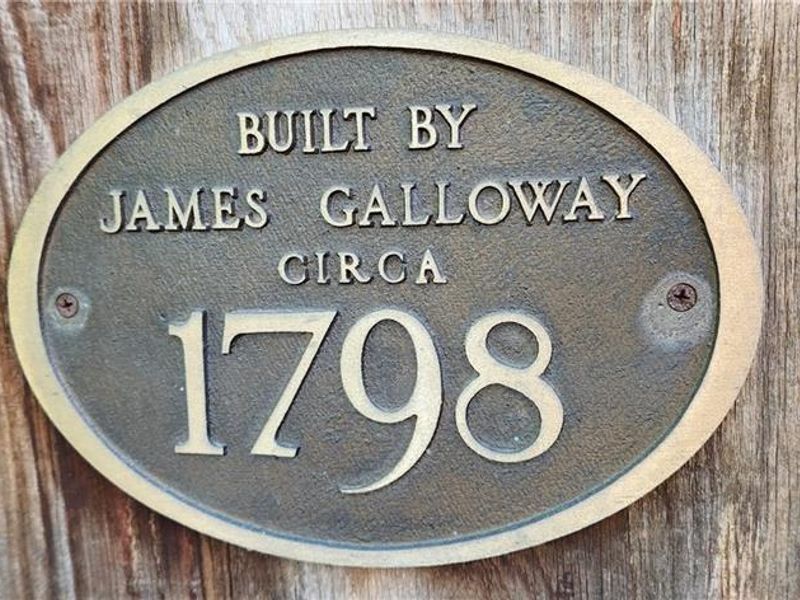 BUILT BY
JAMES GALLOWAY
CIRCA
1798